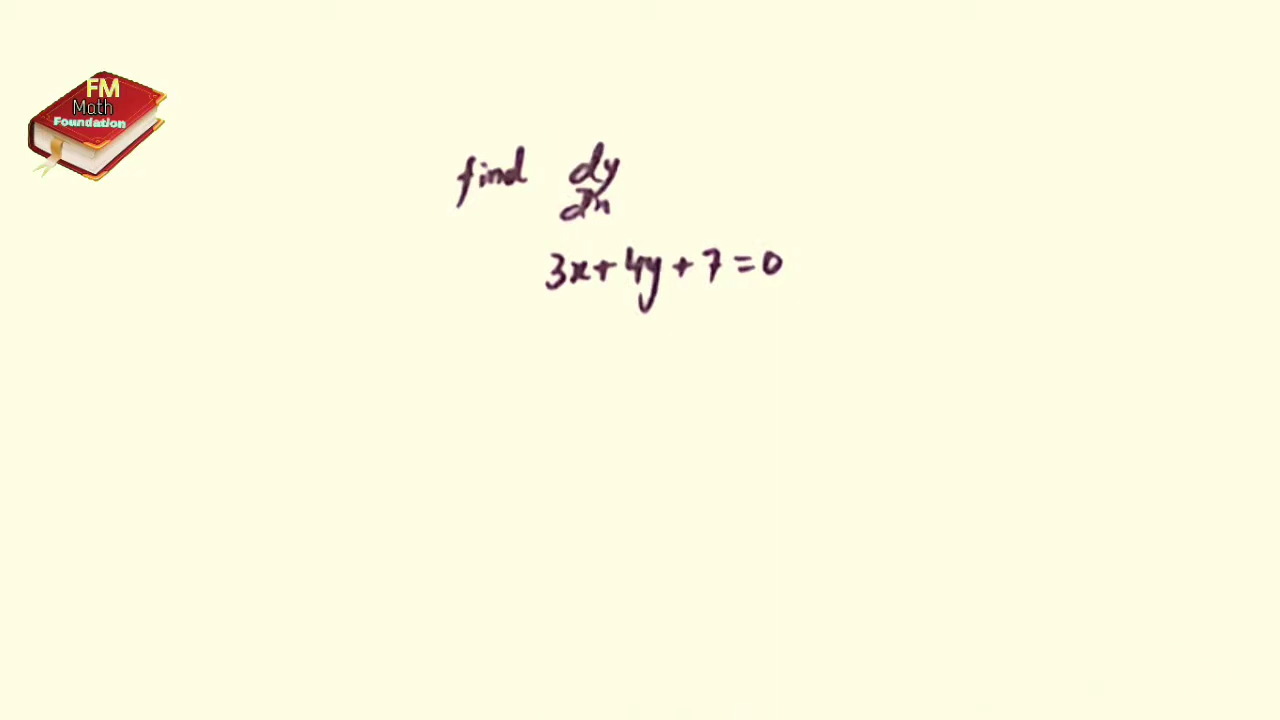 FM
Math
Foundation
find dy
dx
3x + 4y + 7 = 0